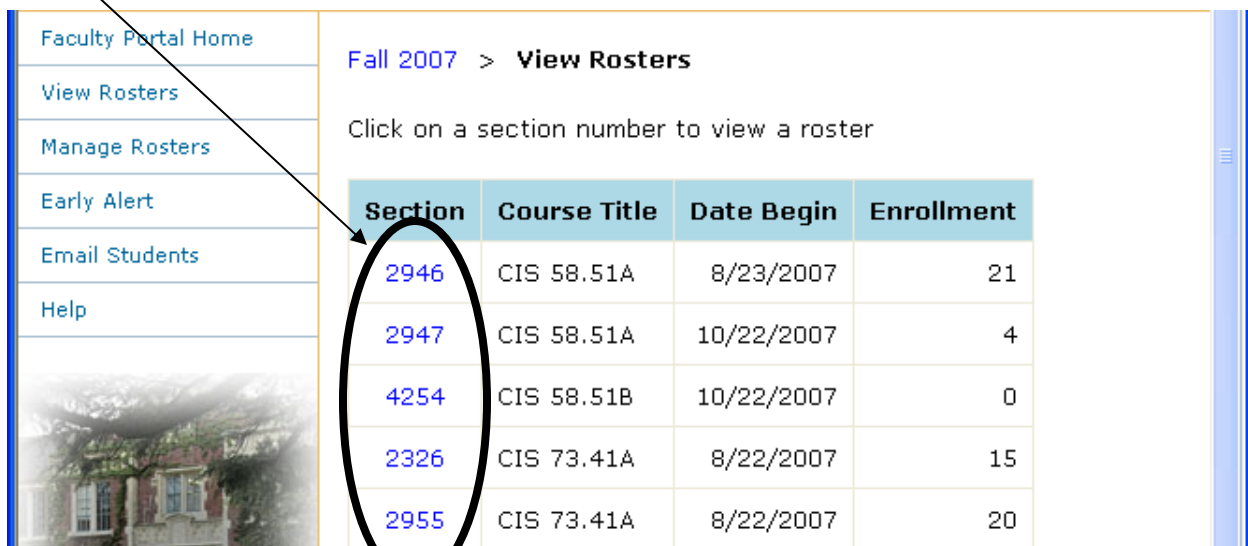 Faculty Portal Home
View Rosters
Manage Rosters
Early Alert
Email Students
Help
Fall 2007 > View Rosters
Click on a section number to view a roster
Section Course Title Date Begin Enrollment
2946 CIS 58.51A 8/23/2007 21
2947 CIS 58.51A 10/22/2007 4
4254 CIS 58.51B 10/22/2007 0
2326 CIS 73.41A 8/22/2007 15
2955 CIS 73.41A 8/22/2007 20